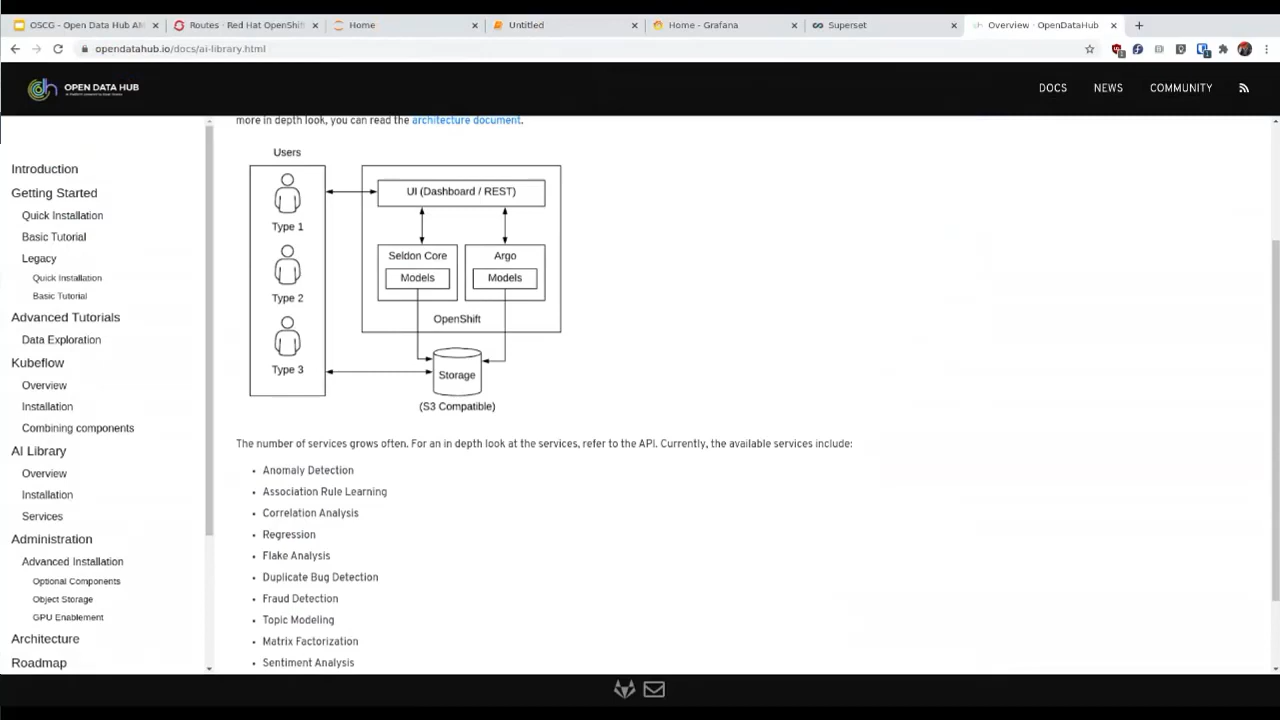 OSCG - Open Data Hub AM
Routes · Red Hat OpenShift
Home
Untitled
Home - Grafana
Superset
Overview · OpenDataHub
opendatahub.io/docs/ai-library.html
OPEN DATA HUB
DOCS
NEWS
COMMUNITY
Introduction
Getting Started
Quick Installation
Basic Tutorial
Legacy
Quick Installation
Basic Tutorial
Advanced Tutorials
Data Exploration
Kubeflow
Overview
Installation
Combining components
AI Library
Overview
Installation
Services
Administration
Advanced Installation
Optional Components
Object Storage
GPU Enablement
Architecture
Roadmap
more in depth look, you can read the architecture document.
Users
Type 1
Type 2
Type 3
UI (Dashboard / REST)
Seldon Core
Models
Argo
Models
OpenShift
Storage
(S3 Compatible)
The number of services grows often. For an in depth look at the services, refer to the API. Currently, the available services include:
• Anomaly Detection
• Association Rule Learning
• Correlation Analysis
• Regression
• Flake Analysis
• Duplicate Bug Detection
• Fraud Detection
• Topic Modeling
• Matrix Factorization
• Sentiment Analysis